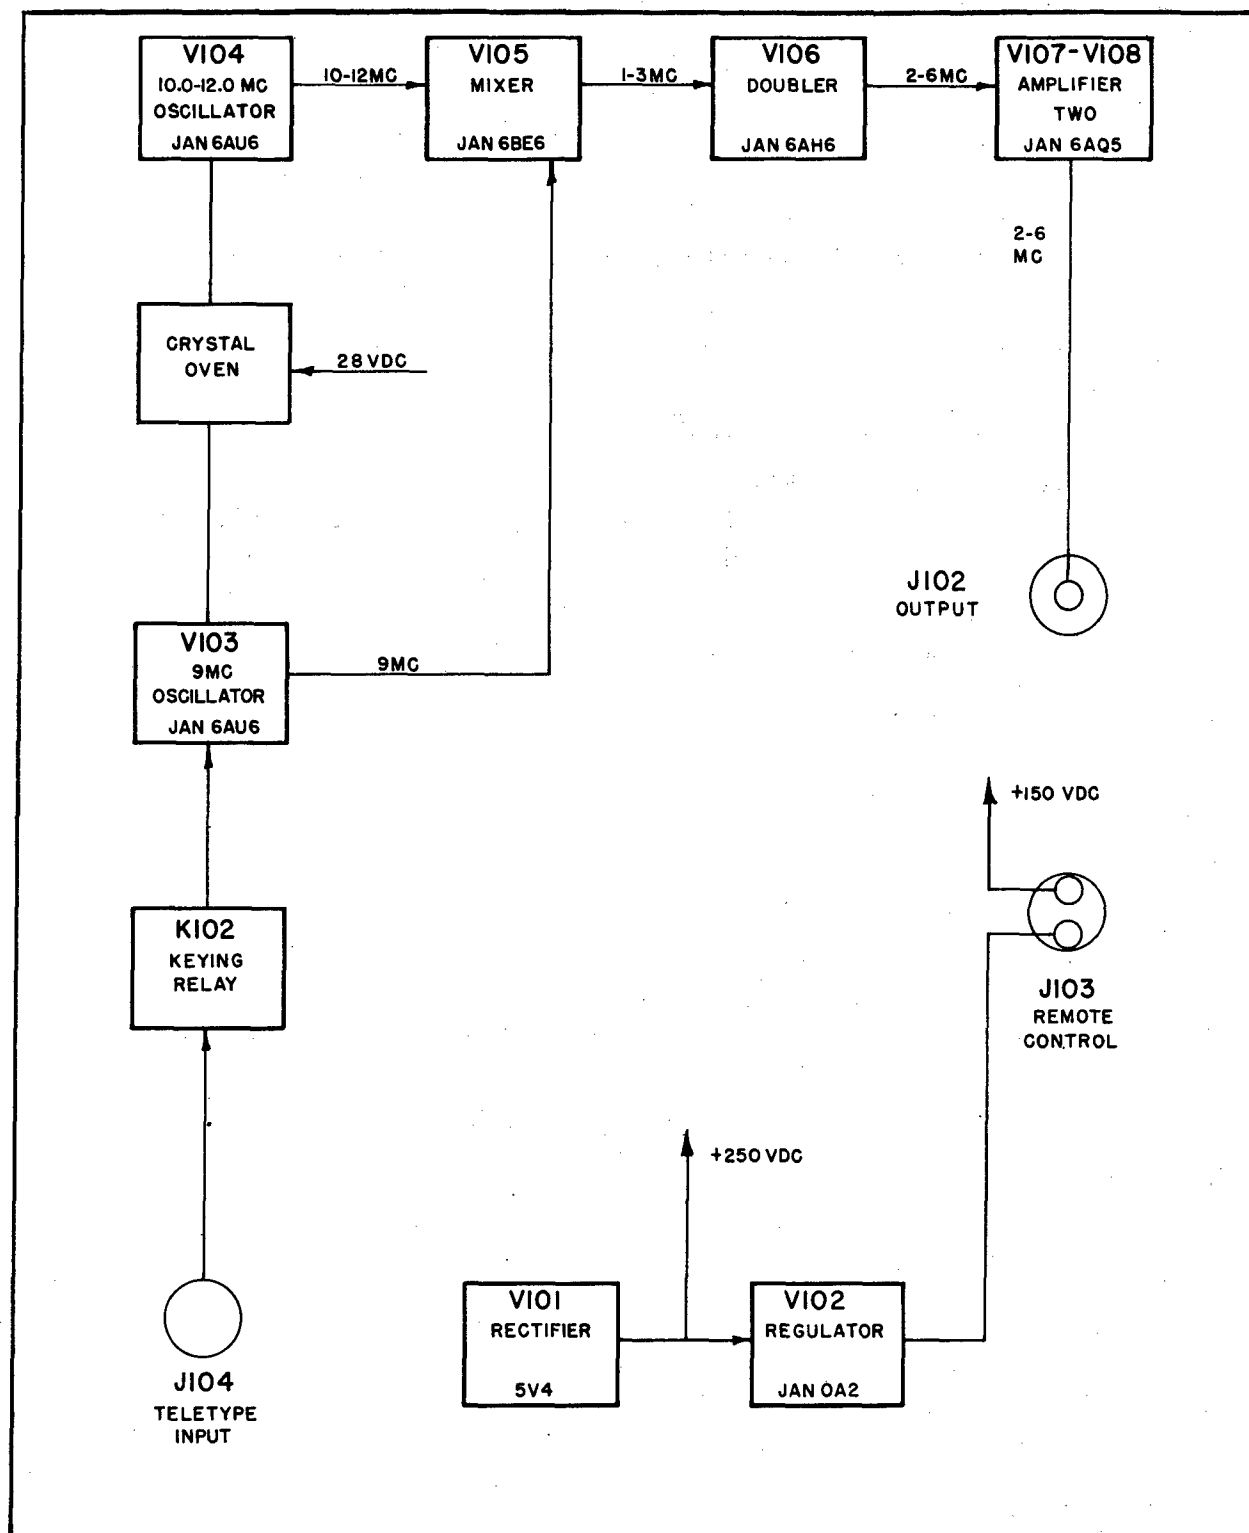 V104
10.0-12.0 MC
OSCILLATOR
JAN 6AU6
10-12MC
V105
MIXER
JAN 6BE6
1-3MC
V106
DOUBLER
JAN 6AH6
2-6MC
V107-V108
AMPLIFIER
TWO
JAN 6AQ5
2-6
MC
CRYSTAL
OVEN
28 VDC
J102
OUTPUT
V103
9MC
OSCILLATOR
JAN 6AU6
9MC
+150 VDC
K102
KEYING
RELAY
J103
REMOTE
CONTROL
+250 VDC
V101
RECTIFIER
5V4
V102
REGULATOR
JAN 0A2
J104
TELETYPE
INPUT